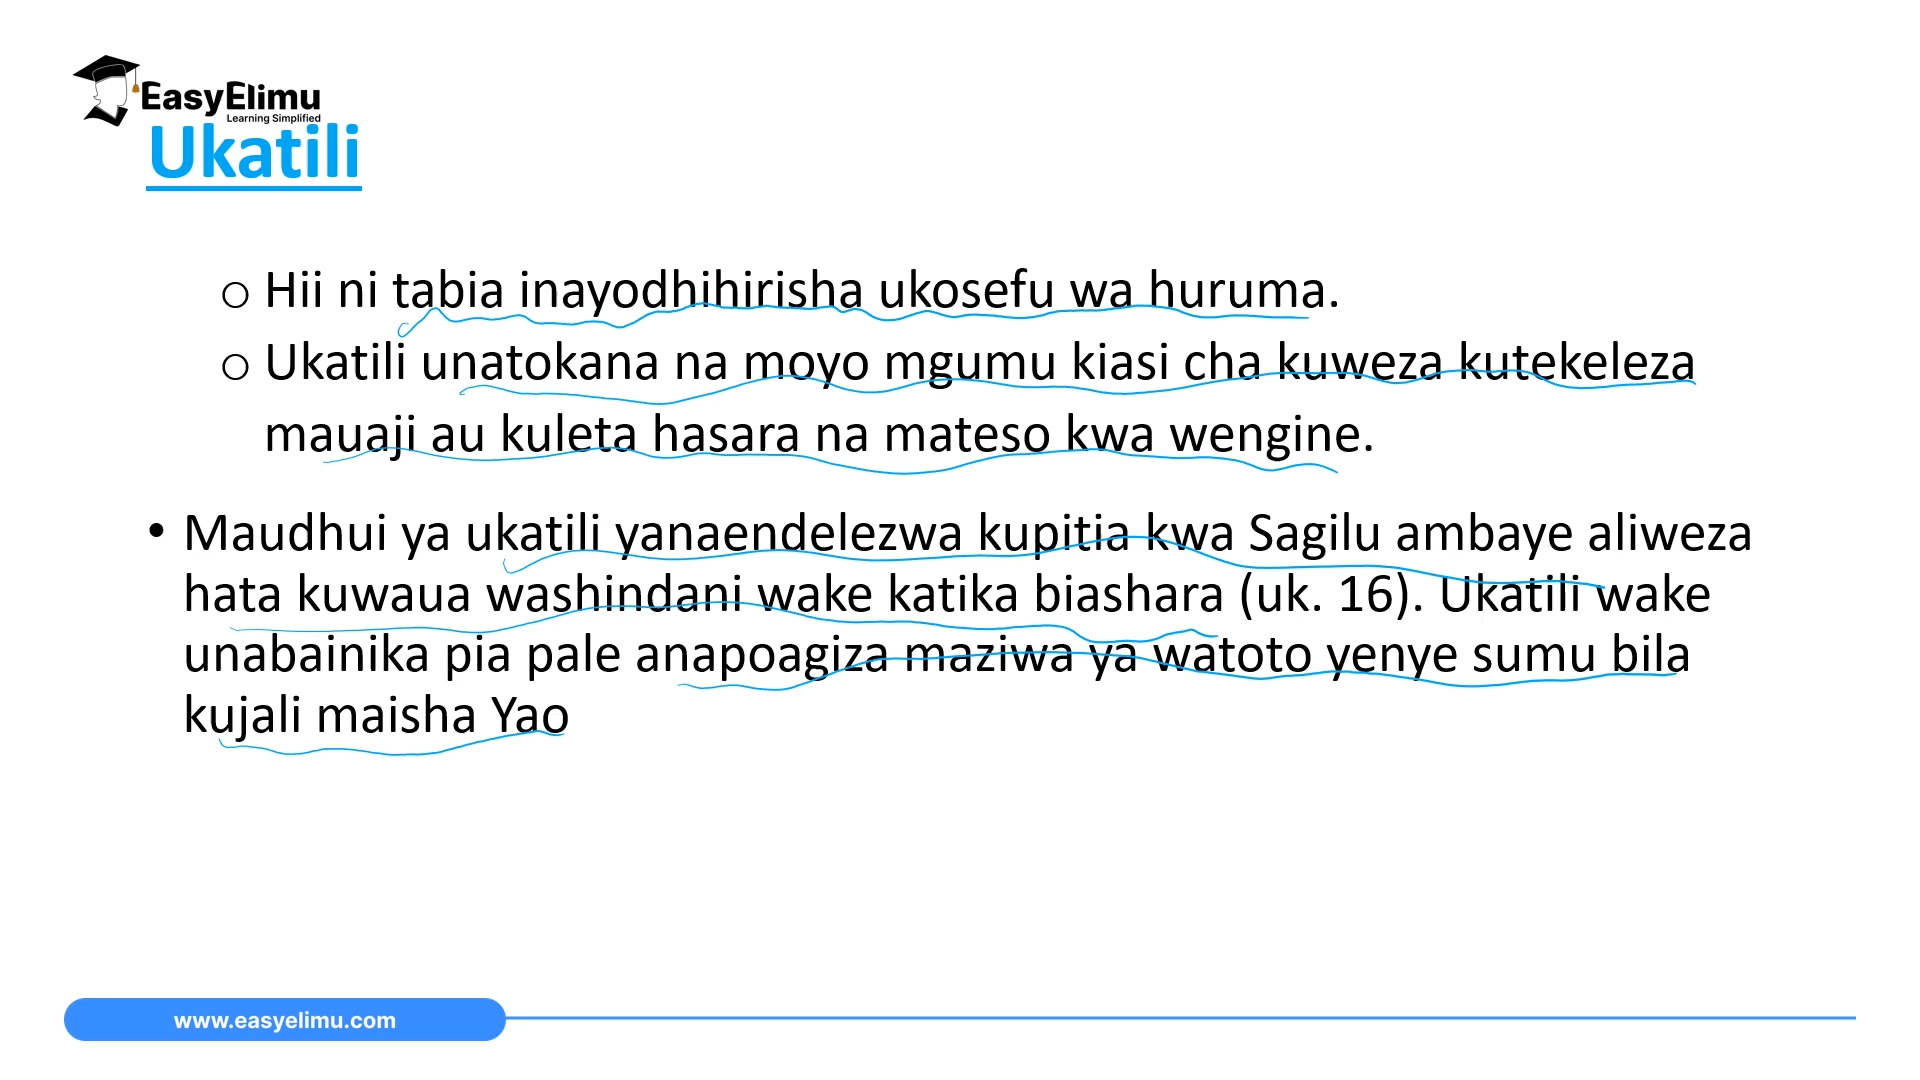 EasyElimu
Learning Simplified
Ukatili
o Hii ni tabia inayodhihirisha ukosefu wa huruma.
o Ukatili unatokana na moyo mgumu kiasi cha kuweza kutekeleza
mauaji au kuleta hasara na mateso kwa wengine.
• Maudhui ya ukatili yanaendelezwa kupitia kwa Sagilu ambaye aliweza
hata kuwaua washindani wake katika biashara (uk. 16). Ukatili wake
unabainika pia pale anapoagiza maziwa ya watoto yenye sumu bila
kujali maisha Yao
www.easyelimu.com